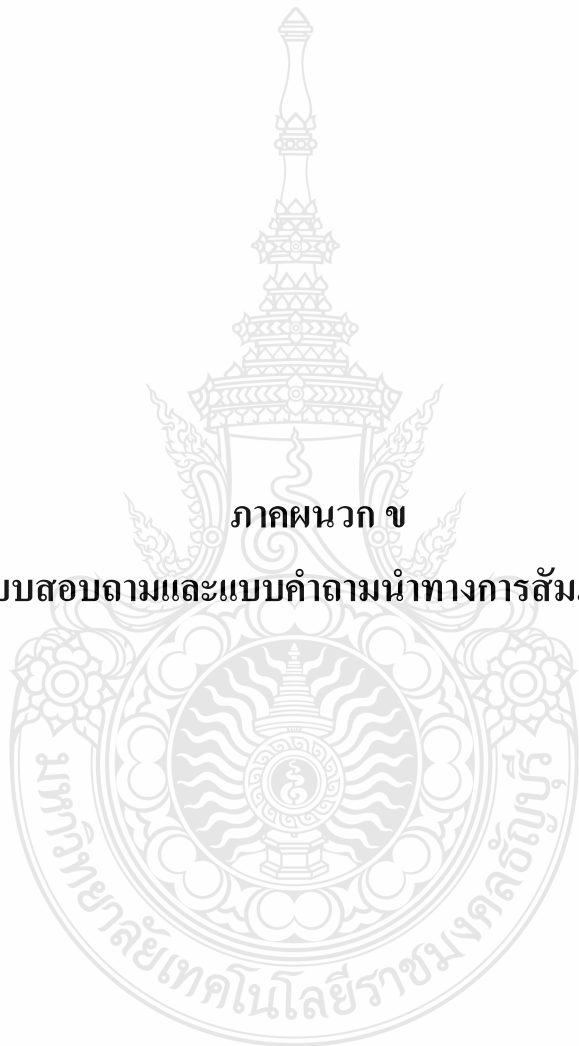 ภาคผนวก ข
บบสอบถามและแบบคำถามนำทางการสัม
มหาวิทยาลัยเทคโนโลยีราชมงคลธัญบุรี